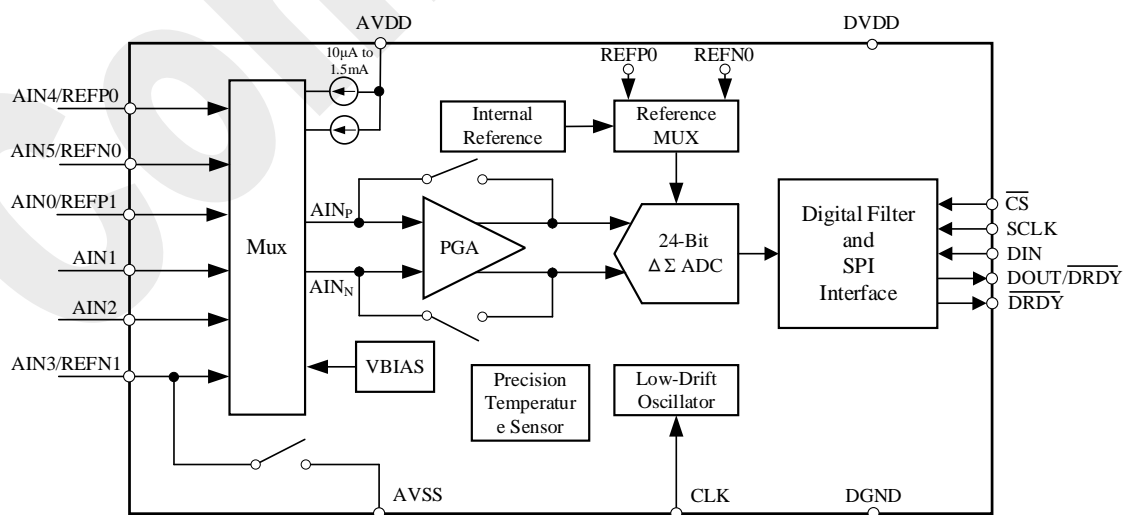 AVDD
DVDD
10μA to
1.5mA
REFP0
REFN0
AIN4/REFP0
Internal
Reference
Reference
MUX
AIN5/REFN0
AIN0/REFP1
AINP
Mux
PGA
24-Bit
ΔΣ ADC
Digital Filter
and
SPI
Interface
CS
SCLK
DIN
DOUT/DRDY
DRDY
AIN1
AINN
AIN2
AIN3/REFN1
VBIAS
Precision
Temperatur
e Sensor
Low-Drift
Oscillator
AVSS
CLK
DGND